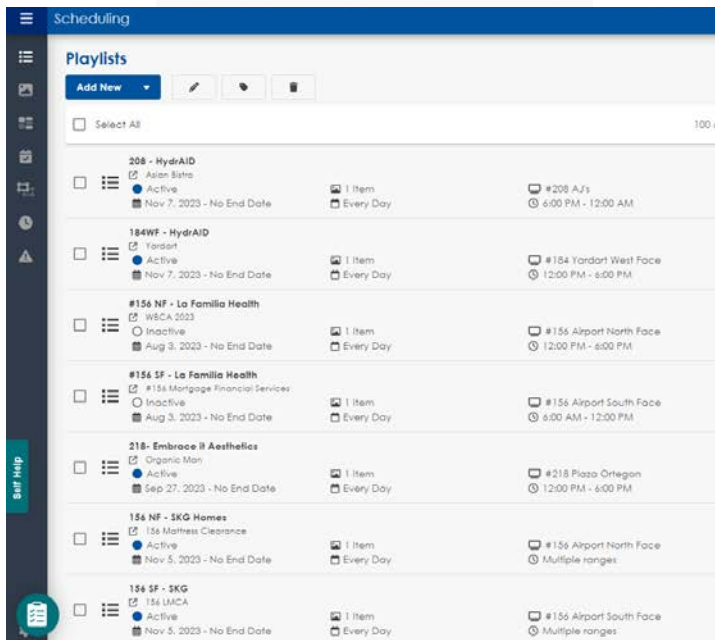 Scheduling
Playlists
Add New
Select All
100
208 - HydrAID
Asian Bistro
Active
1 Item
#208 AJ's
Nov 7, 2023 - No End Date
Every Day
6:00 PM - 12:00 AM
184WF - HydrAID
Yardart
Active
1 Item
#184 Yardart West Face
Nov 7, 2023 - No End Date
Every Day
12:00 PM - 6:00 PM
#156 NF - La Familia Health
WBCA 2023
Inactive
1 Item
#156 Airport North Face
Aug 3, 2023 - No End Date
Every Day
12:00 PM - 6:00 PM
#156 SF - La Familia Health
#156 Mortgage Financial Services
Inactive
1 Item
#156 Airport South Face
Aug 3, 2023 - No End Date
Every Day
6:00 AM - 12:00 PM
218- Embrace it Aesthetics
Organic Man
Active
1 Item
#218 Plaza Ortegon
Sep 27, 2023 - No End Date
Every Day
12:00 PM - 6:00 PM
Self Help
156 NF - SKG Homes
156 Mattress Clearance
Active
1 Item
#156 Airport North Face
Nov 5, 2023 - No End Date
Every Day
Multiple ranges
156 SF - SKG
156 LMCA
Active
1 Item
#156 Airport South Face
Nov 5, 2023 - No End Date
Every Day
Multiple ranges